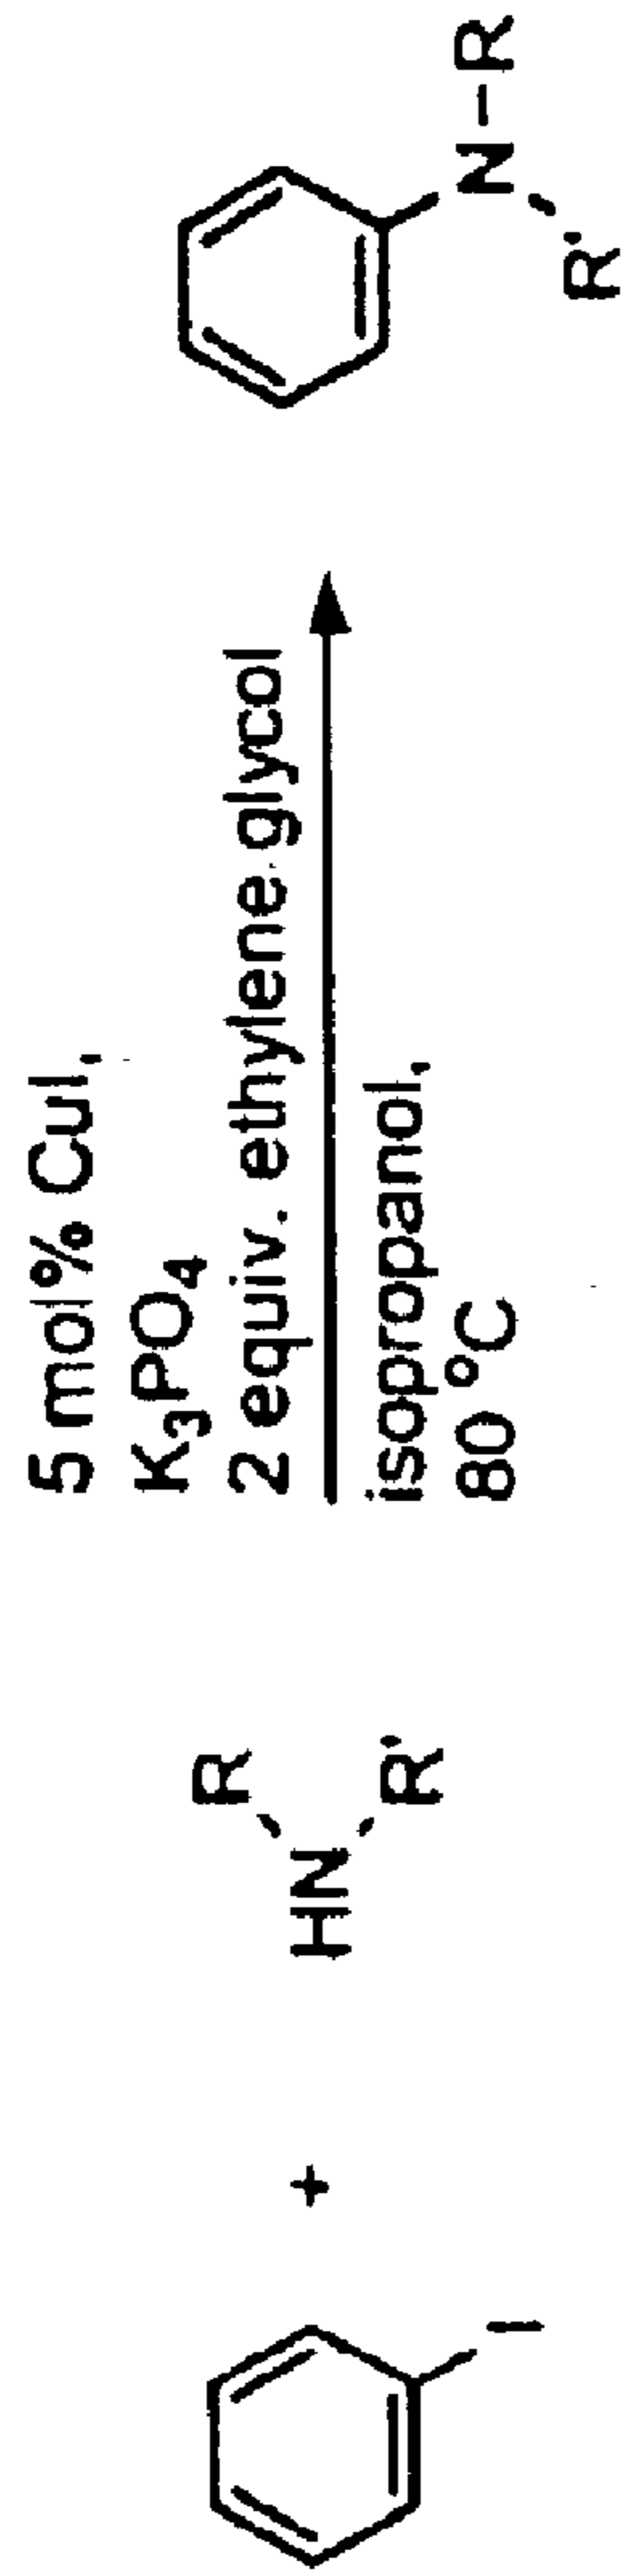 I
+
HN
R
R'
5 mol% CuI,
K3PO4
2 equiv. ethylene glycol
isopropanol,
80 °C
N-R
R'